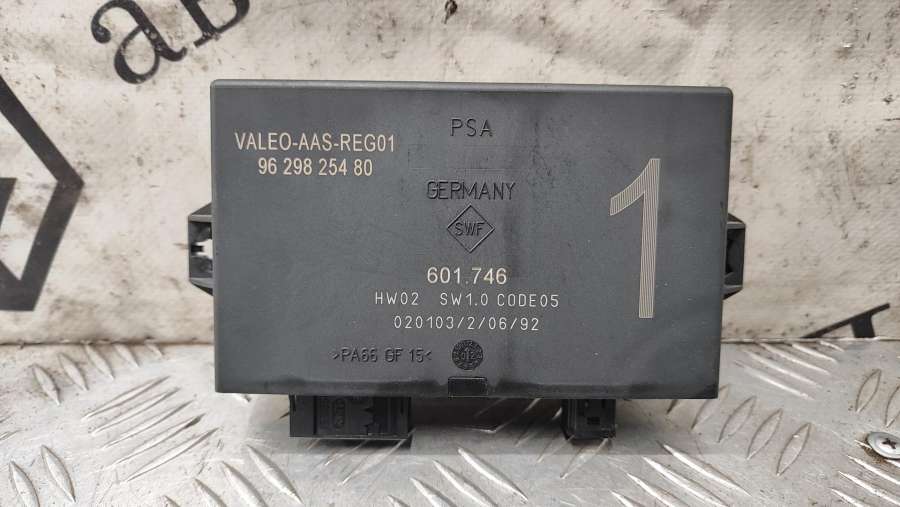 PSA
VALEO-AAS-REG01
96 298 254 80
GERMANY
SWF
1
601.746
HW02 SW1.0 CODE05
020103/2/06/92
>PA66 GF 15<